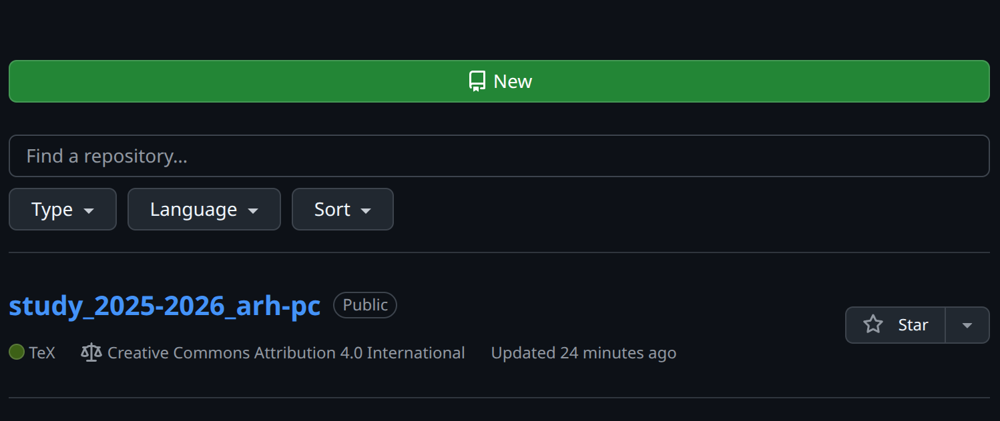 New
Find a repository...
Type Language Sort
study_2025-2026_arh-pc Public
Star
TeX Creative Commons Attribution 4.0 International Updated 24 minutes ago